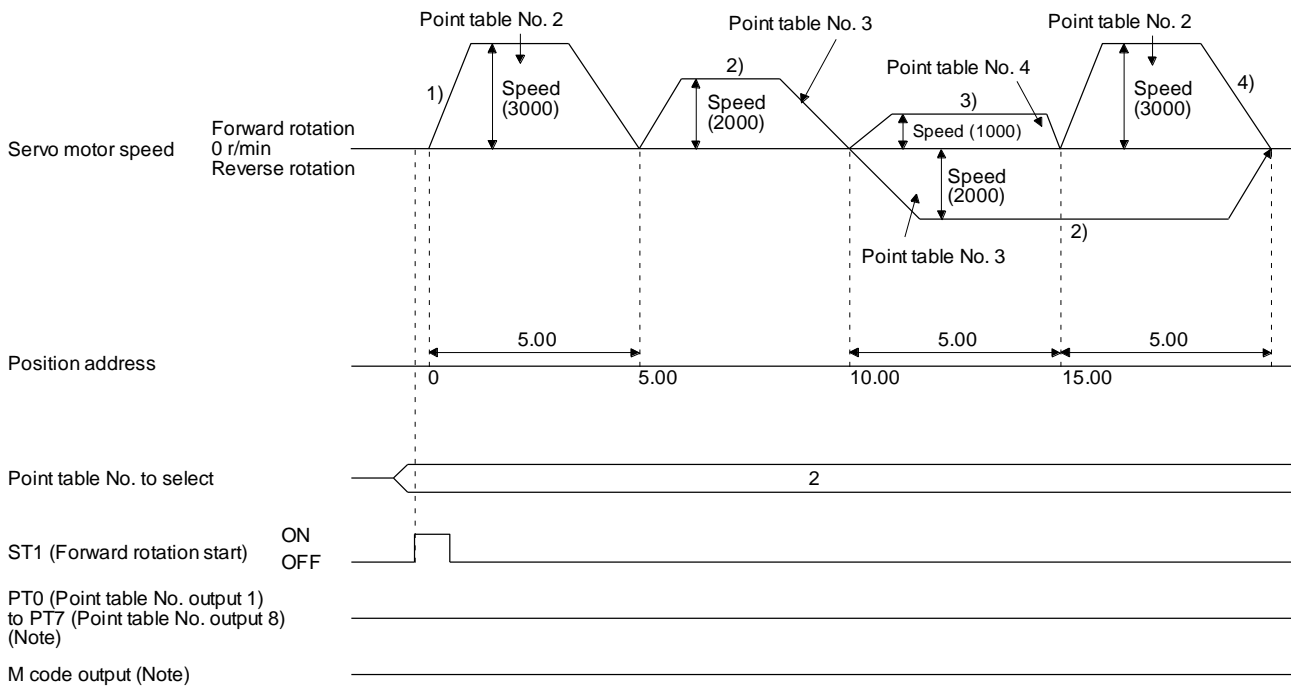 Point table No. 2
Point table No. 3
Point table No. 2
Point table No. 4
1)
Speed
(3000)
2)
Speed
(2000)
3)
Speed (1000)
Speed
(3000)
4)
Servo motor speed
Forward rotation
0 r/min
Reverse rotation
Speed
(2000)
2)
Point table No. 3
5.00
5.00
5.00
Position address
0
5.00
10.00
15.00
Point table No. to select
2
ST1 (Forward rotation start)
ON
OFF
PT0 (Point table No. output 1)
to PT7 (Point table No. output 8)
(Note)
M code output (Note)